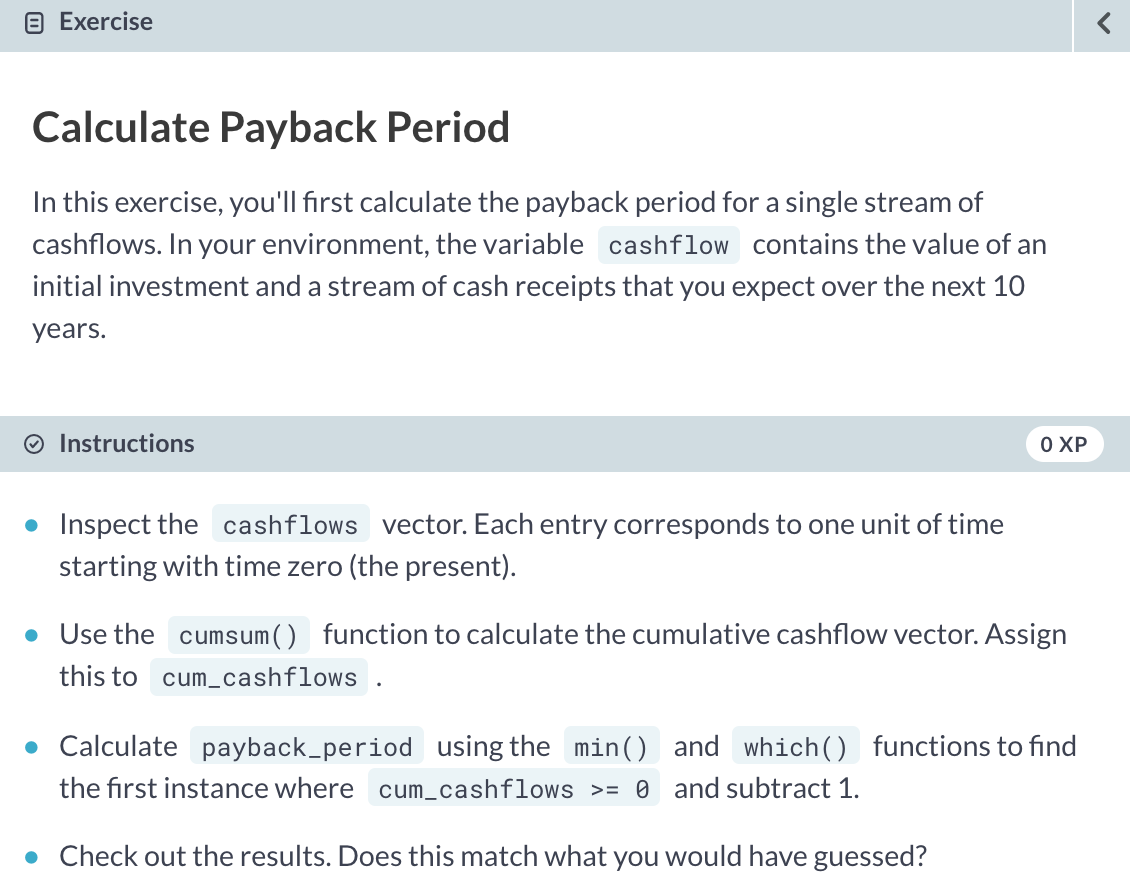 Exercise
Calculate Payback Period
In this exercise, you'll first calculate the payback period for a single stream of
cashflows. In your environment, the variable cashflow contains the value of an
initial investment and a stream of cash receipts that you expect over the next 10
years.
Instructions
0 XP
Inspect the cashflows vector. Each entry corresponds to one unit of time
starting with time zero (the present).
Use the cumsum() function to calculate the cumulative cashflow vector. Assign
this to cum_cashflows .
Calculate payback_period using the min() and which() functions to find
the first instance where cum_cashflows >= 0 and subtract 1.
Check out the results. Does this match what you would have guessed?